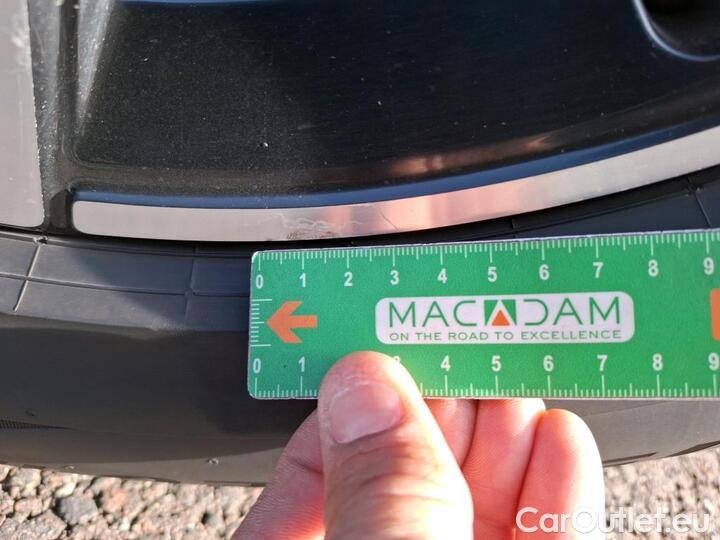 0 1 2 3 4 5 6 7 8 9
MACADAM
ON THE ROAD TO EXCELLENCE
0 1 3 4 5 6 7 8 9
CarOutlet.eu